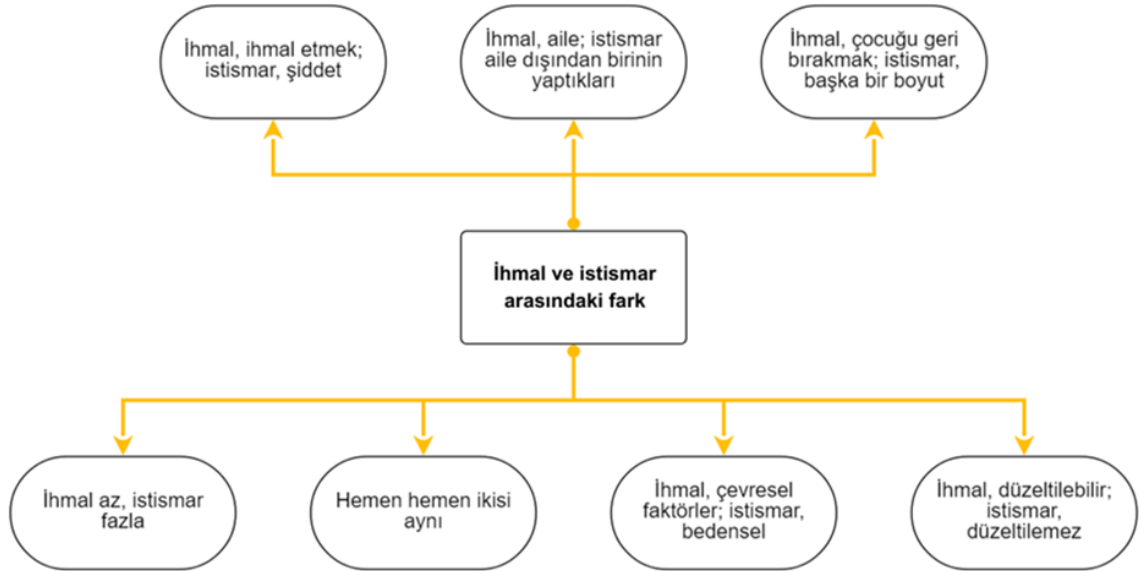 İhmal, ihmal etmek;
istismar, şiddet
İhmal, aile; istismar
aile dışından birinin
yaptıkları
İhmal, çocuğu geri
bırakmak; istismar,
başka bir boyut
İhmal ve istismar
arasındaki fark
İhmal az, istismar
fazla
Hemen hemen ikisi
aynı
İhmal, çevresel
faktörler; istismar,
bedensel
İhmal, düzeltilebilir;
istismar,
düzeltilemez